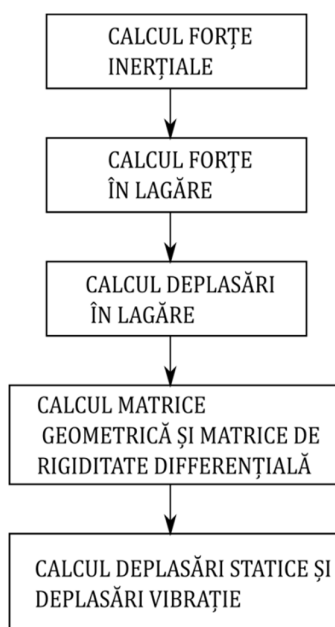 CALCUL FORȚE
INERȚIALE
CALCUL FORȚE
ÎN LAGĂRE
CALCUL DEPLASĂRI
ÎN LAGĂRE
CALCUL MATRICE
GEOMETRICĂ ȘI MATRICE DE
RIGIDITATE DIFFERENȚIALĂ
CALCUL DEPLASĂRI STATICE ȘI
DEPLASĂRI VIBRAȚIE